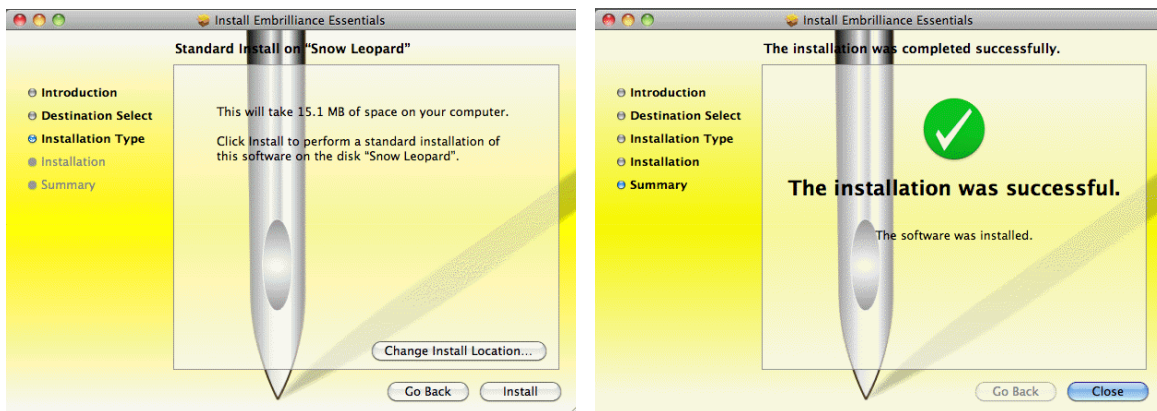 Install Embrilliance Essentials
Standard Install on “Snow Leopard”
Introduction
Destination Select
Installation Type
Installation
Summary
This will take 15.1 MB of space on your computer.
Click Install to perform a standard installation of
this software on the disk “Snow Leopard”.
Change Install Location...
Go Back
Install
Install Embrilliance Essentials
The installation was completed successfully.
Introduction
Destination Select
Installation Type
Installation
Summary
The installation was successful.
The software was installed.
Go Back
Close